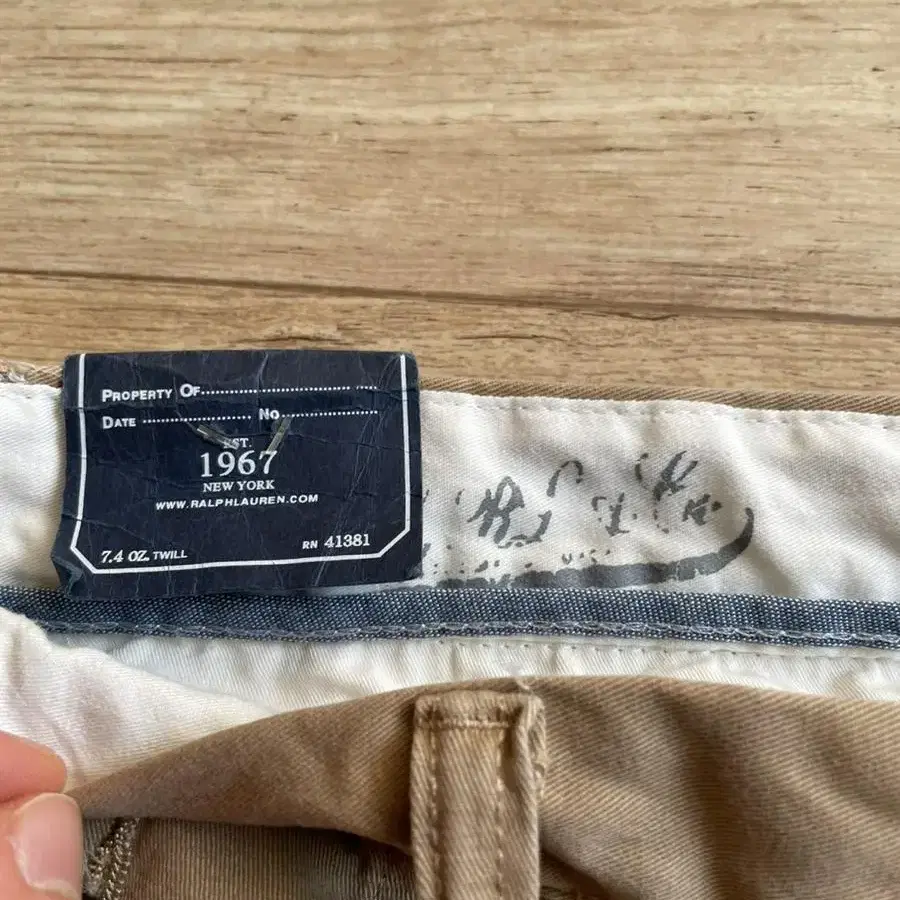 PROPERTY OF
DATE NO
EST.
1967
NEW YORK
WWW.RALPHLAUREN.COM
7.4 OZ. TWILL RN 41381